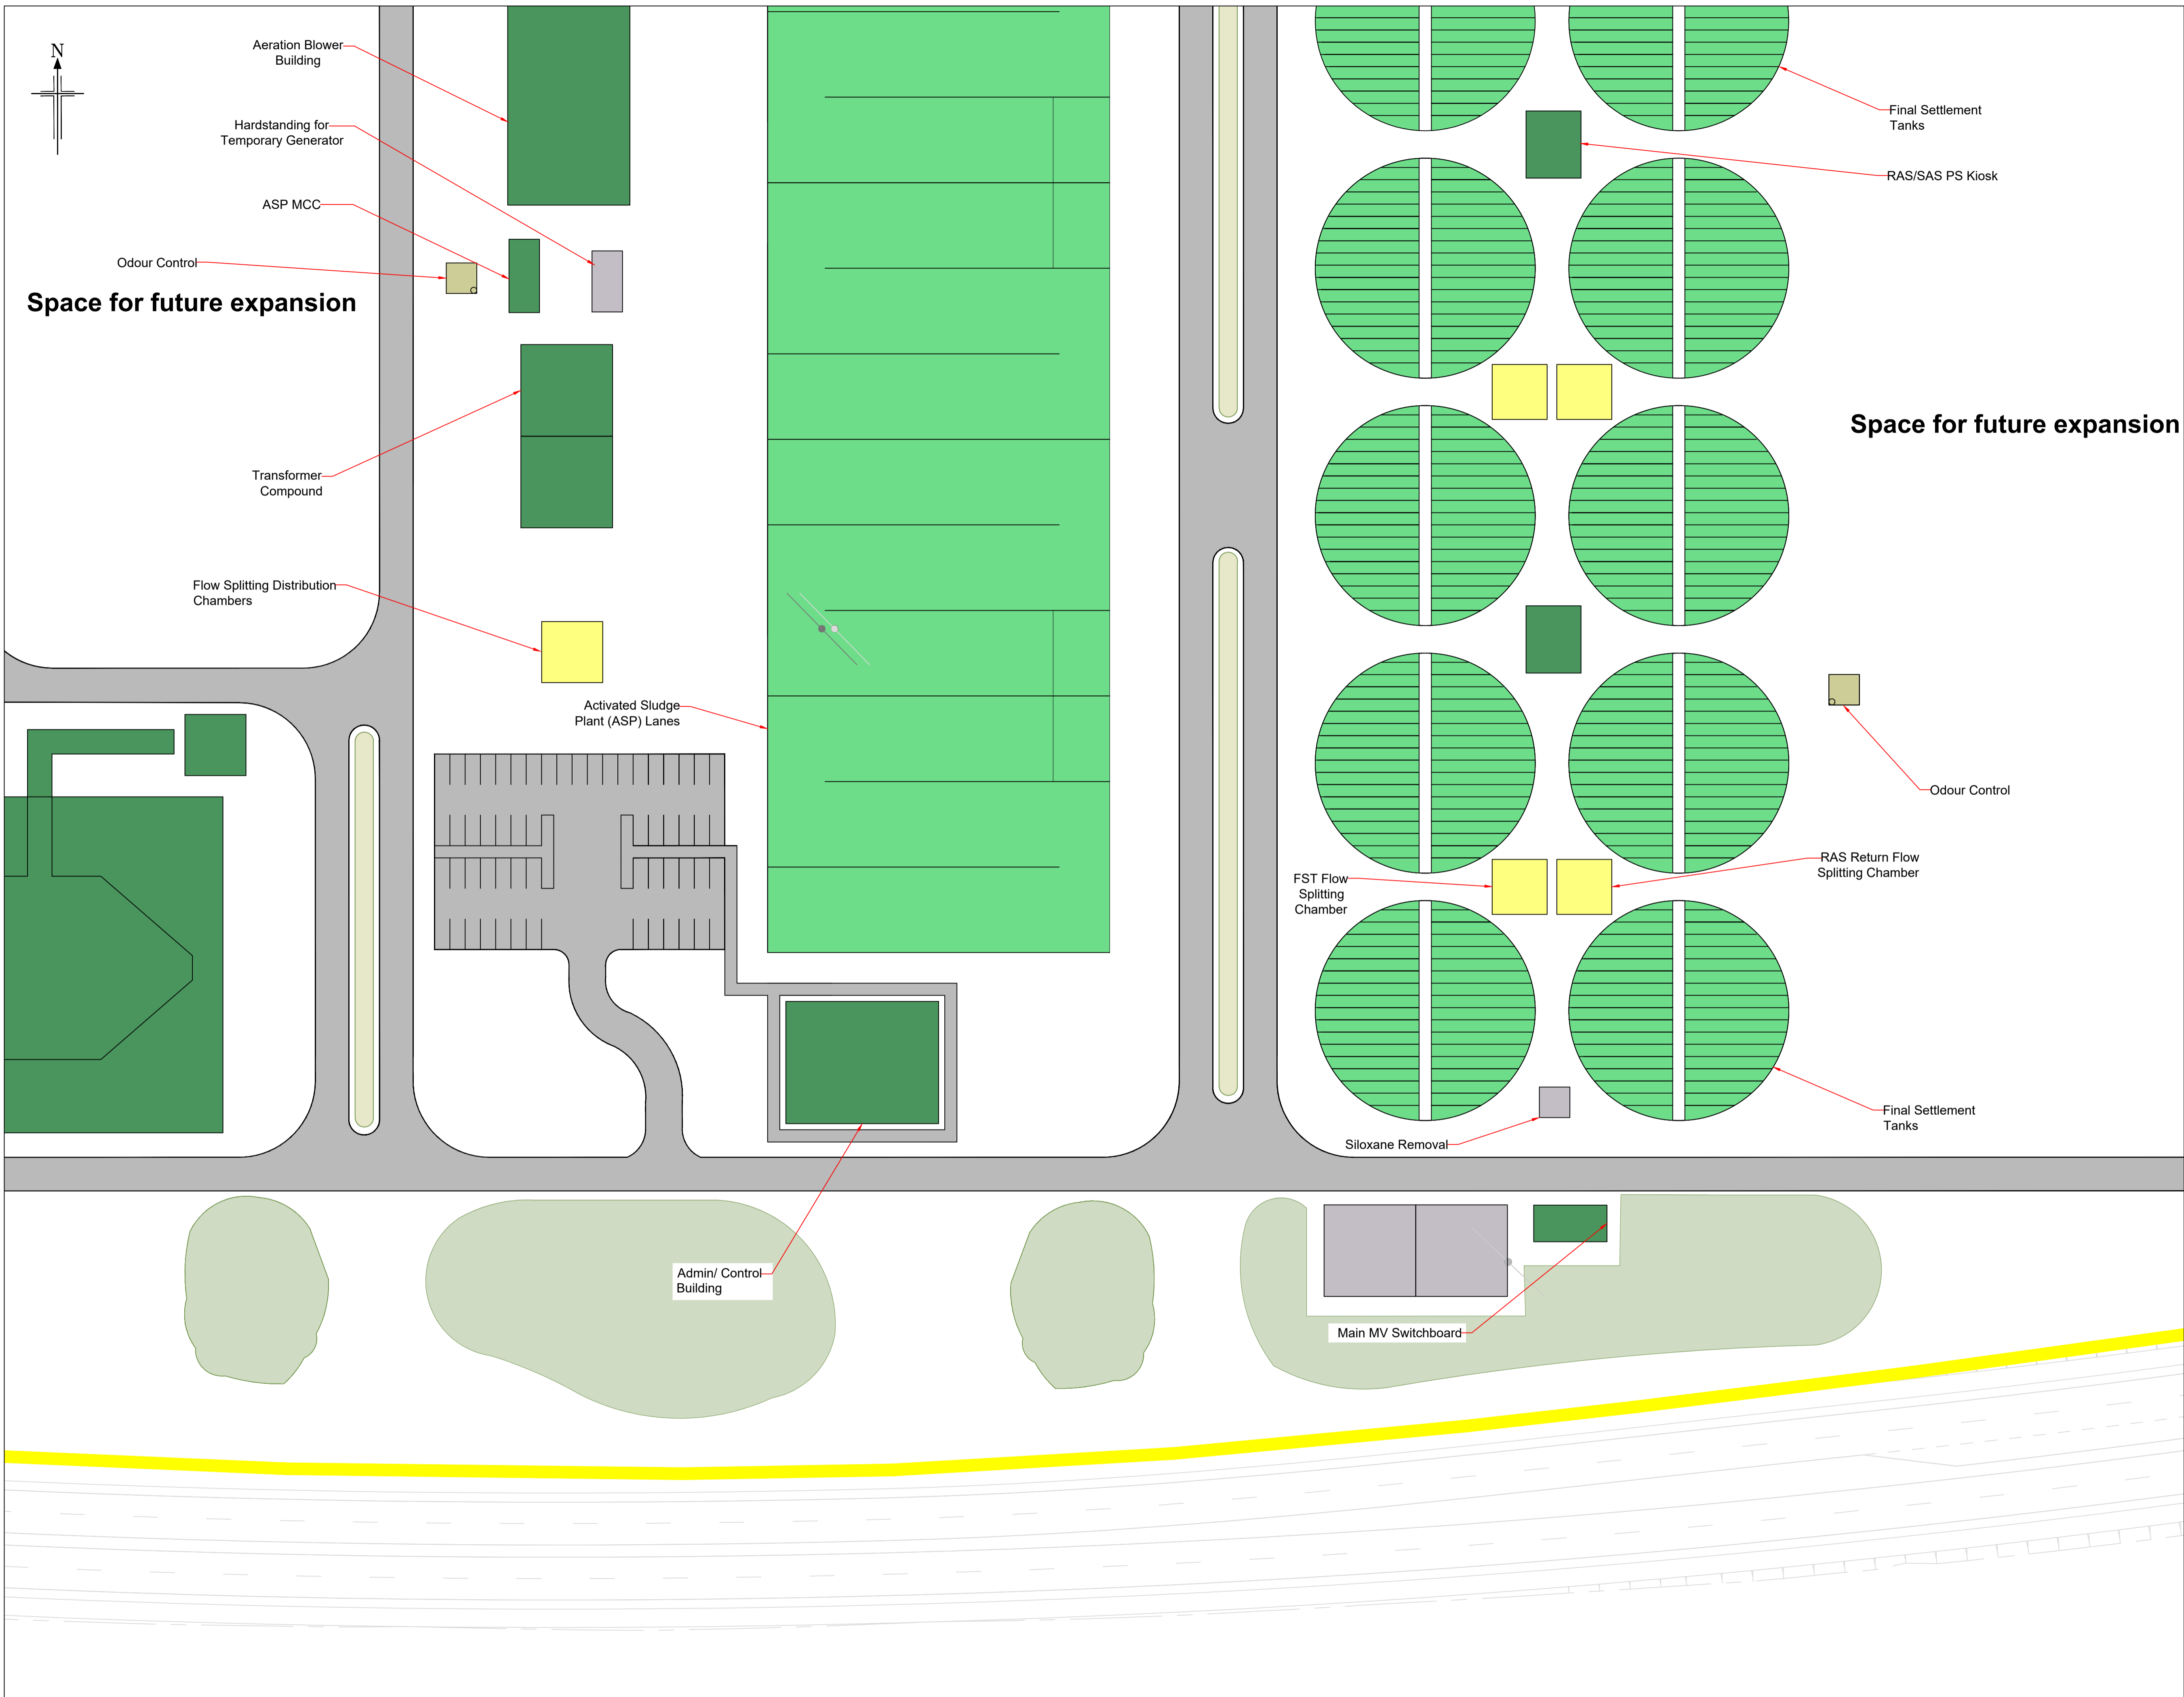 N
Aeration Blower
Building
Hardstanding for
Temporary Generator
ASP MCC
Odour Control
Space for future expansion
Transformer
Compound
Flow Splitting Distribution
Chambers
Activated Sludge
Plant (ASP) Lanes
Final Settlement
Tanks
RAS/SAS PS Kiosk
Space for future expansion
Odour Control
RAS Return Flow
Splitting Chamber
FST Flow
Splitting
Chamber
Final Settlement
Tanks
Siloxane Removal
Admin/ Control
Building
Main MV Switchboard